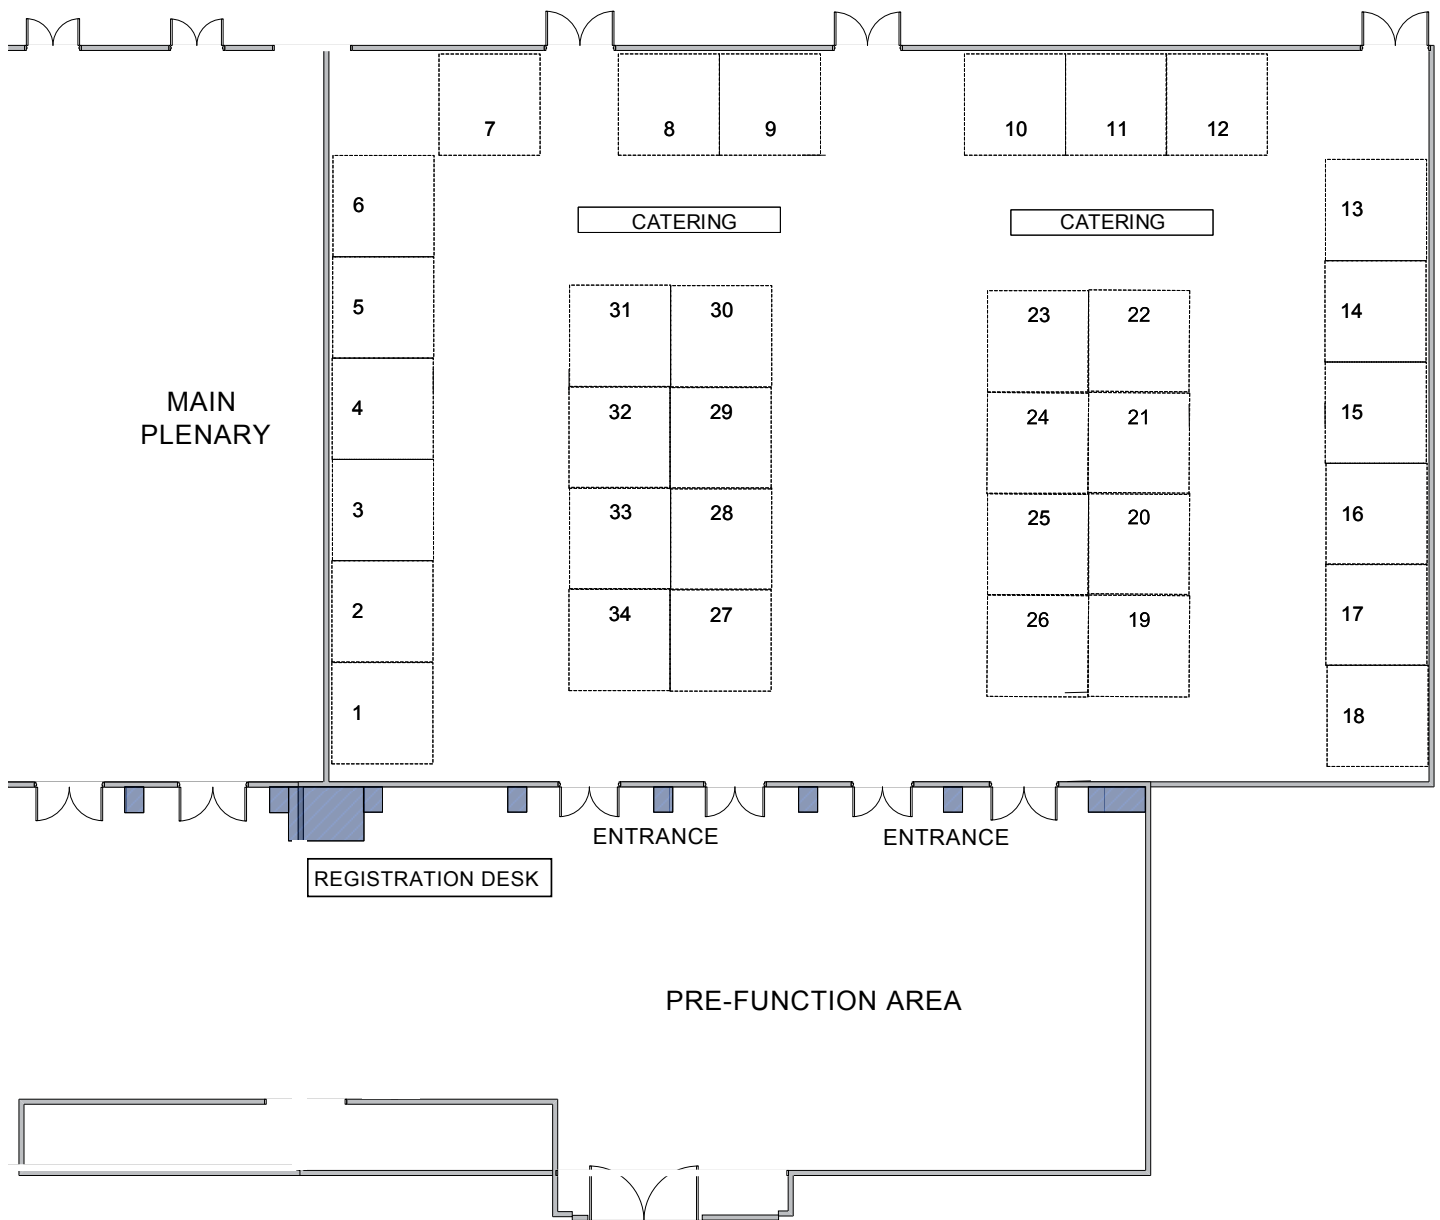 7 8 9 10 11 12
6 CATERING CATERING 13
5 31 30 23 22 14
MAIN
PLENARY
4 32 29 24 21 15
3 33 28 25 20 16
2 34 27 26 19 17
1 18
ENTRANCE ENTRANCE
REGISTRATION DESK
PRE-FUNCTION AREA